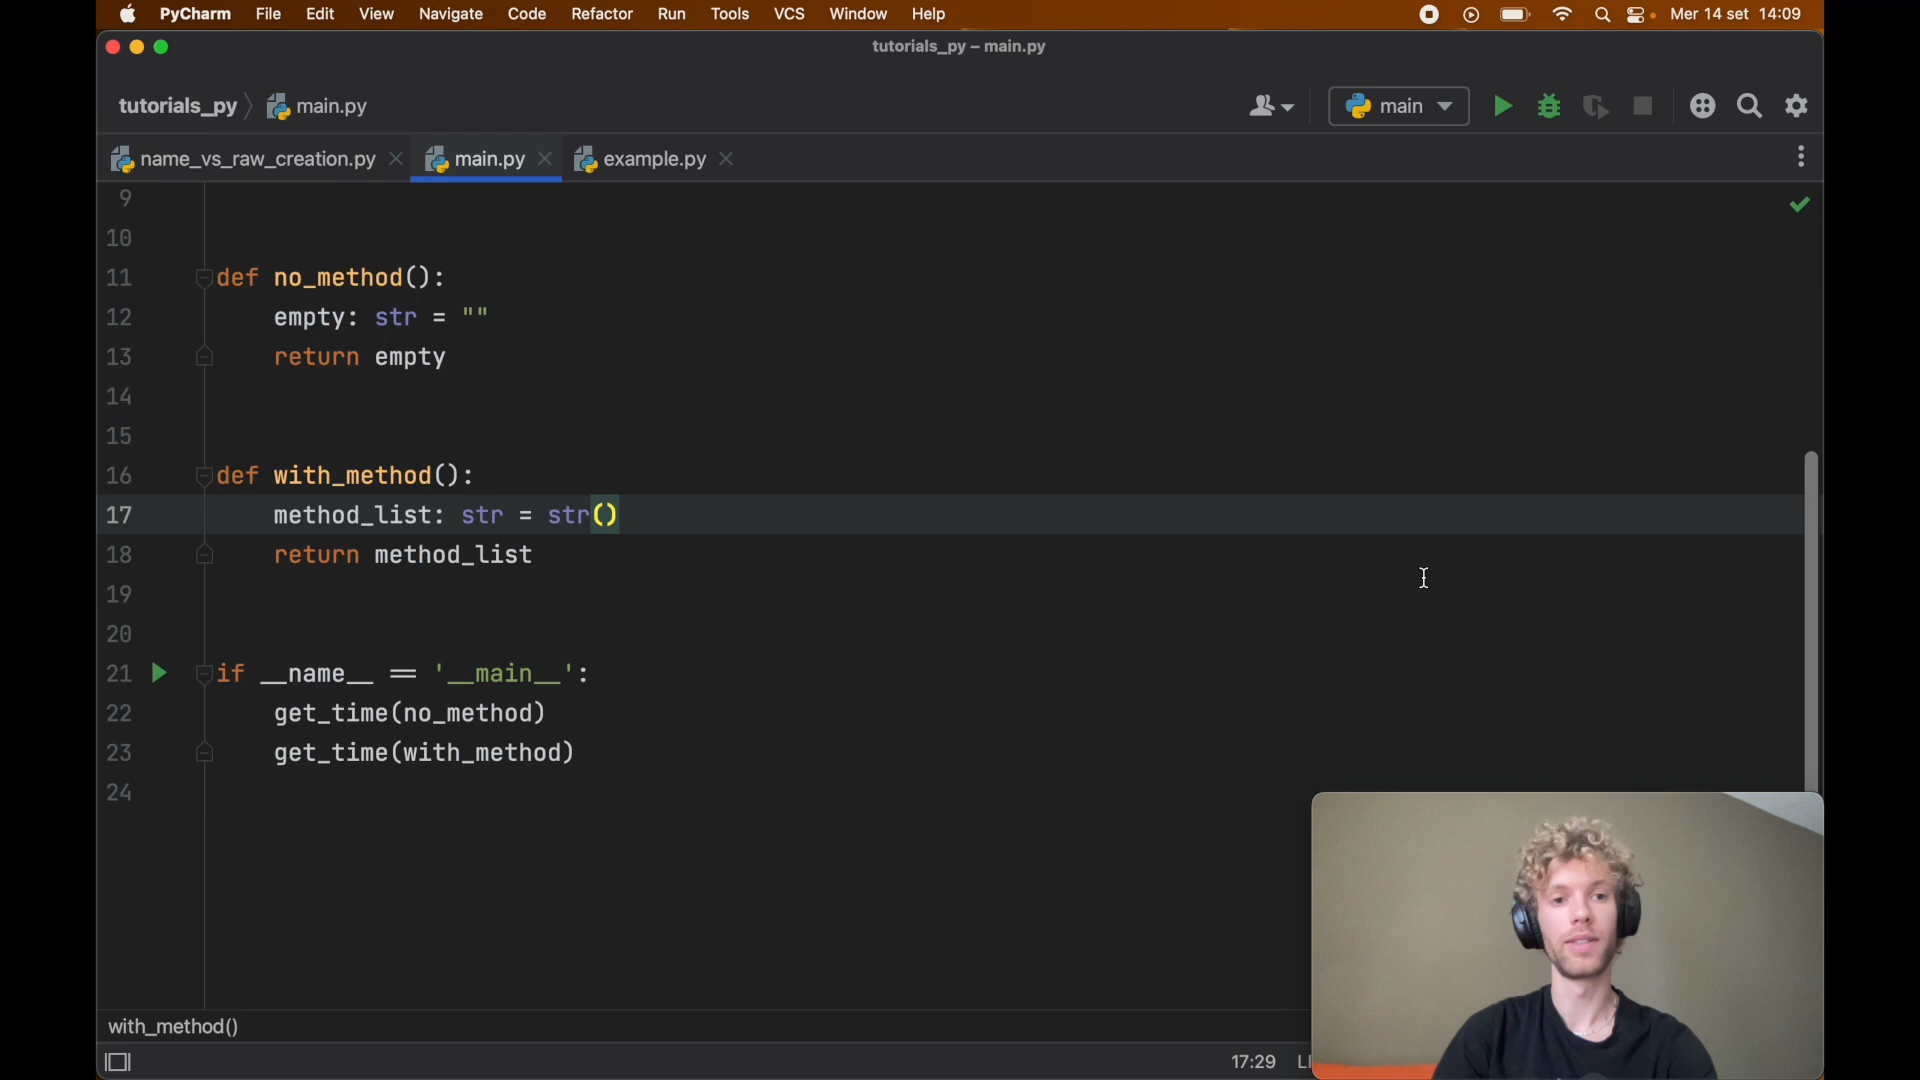 PyCharm File Edit View Navigate Code Refactor Run Tools VCS Window Help Mer 14 set 14:09
tutorials_py – main.py
tutorials_py main.py main
name_vs_raw_creation.py main.py example.py
9
10
11 def no_method():
12 empty: str = ""
13 return empty
14
15
16 def with_method():
17 method_list: str = str()
18 return method_list
19
20
21 if __name__ == '__main__':
22 get_time(no_method)
23 get_time(with_method)
24
with_method()
17:29